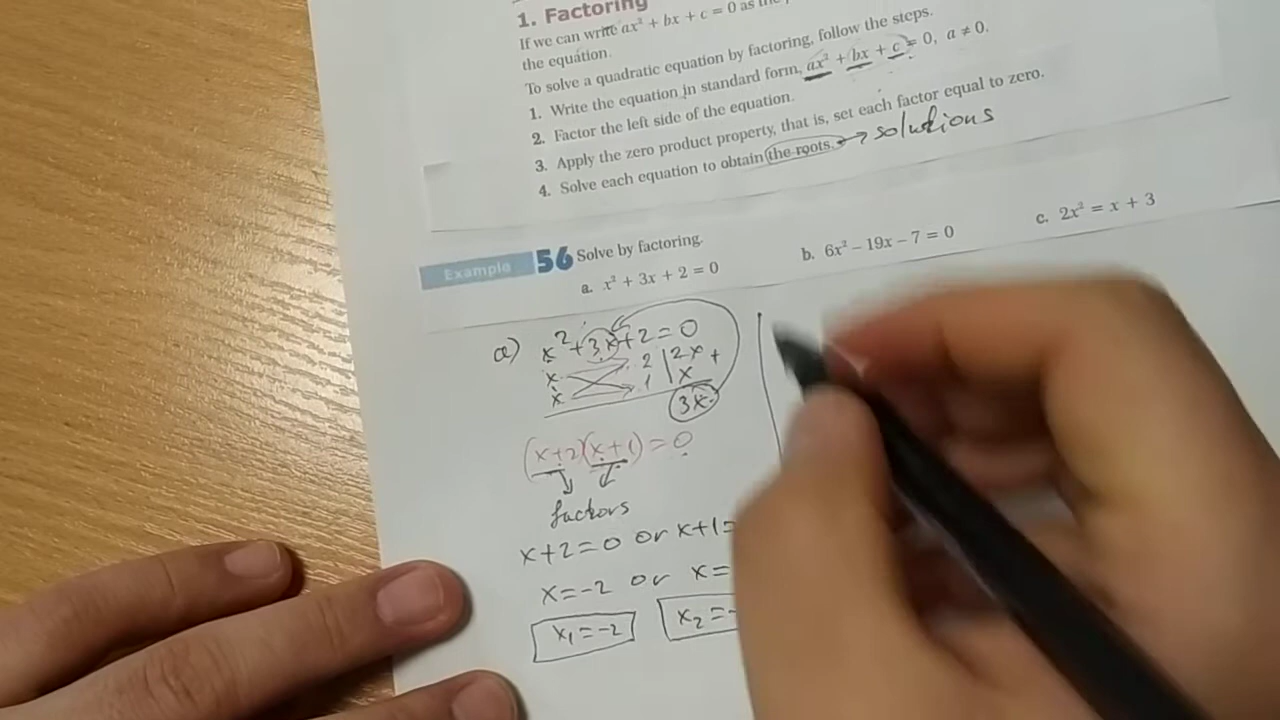 1. Factoring
If we can write ax² + bx + c = 0 as the
the equation.
To solve a quadratic equation by factoring, follow the steps.
1. Write the equation in standard form, ax² + bx + c = 0, a ≠ 0.
2. Factor the left side of the equation.
3. Apply the zero product property, that is, set each factor equal to zero.
4. Solve each equation to obtain the roots. → solutions
Example 56 Solve by factoring.
a. x² + 3x + 2 = 0
b. 6x² − 19x − 7 = 0
c. 2x² = x + 3
a) x²+3x+2=0
x 2 | 2x +
x 1 | x
3x
(x+2)(x+1)=0
factors
x+2=0 or x+1=
x=-2 or x=
x₁=-2 x₂=-